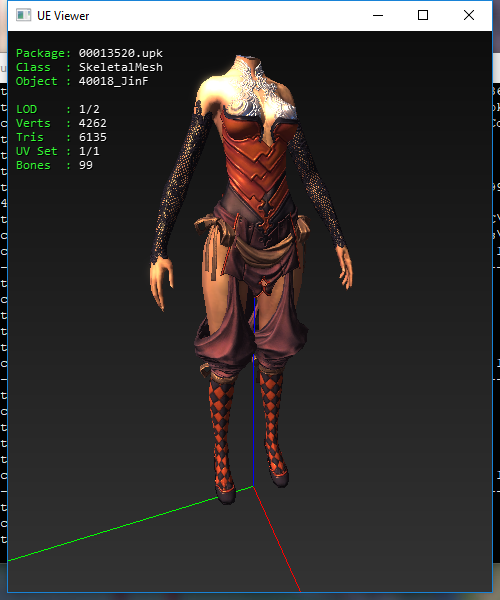 UE Viewer
Package: 00013520.upk
Class  : SkeletalMesh
Object : 40018_JinF
LOD    : 1/2
Verts  : 4262
Tris   : 6135
UV Set : 1/1
Bones  : 99